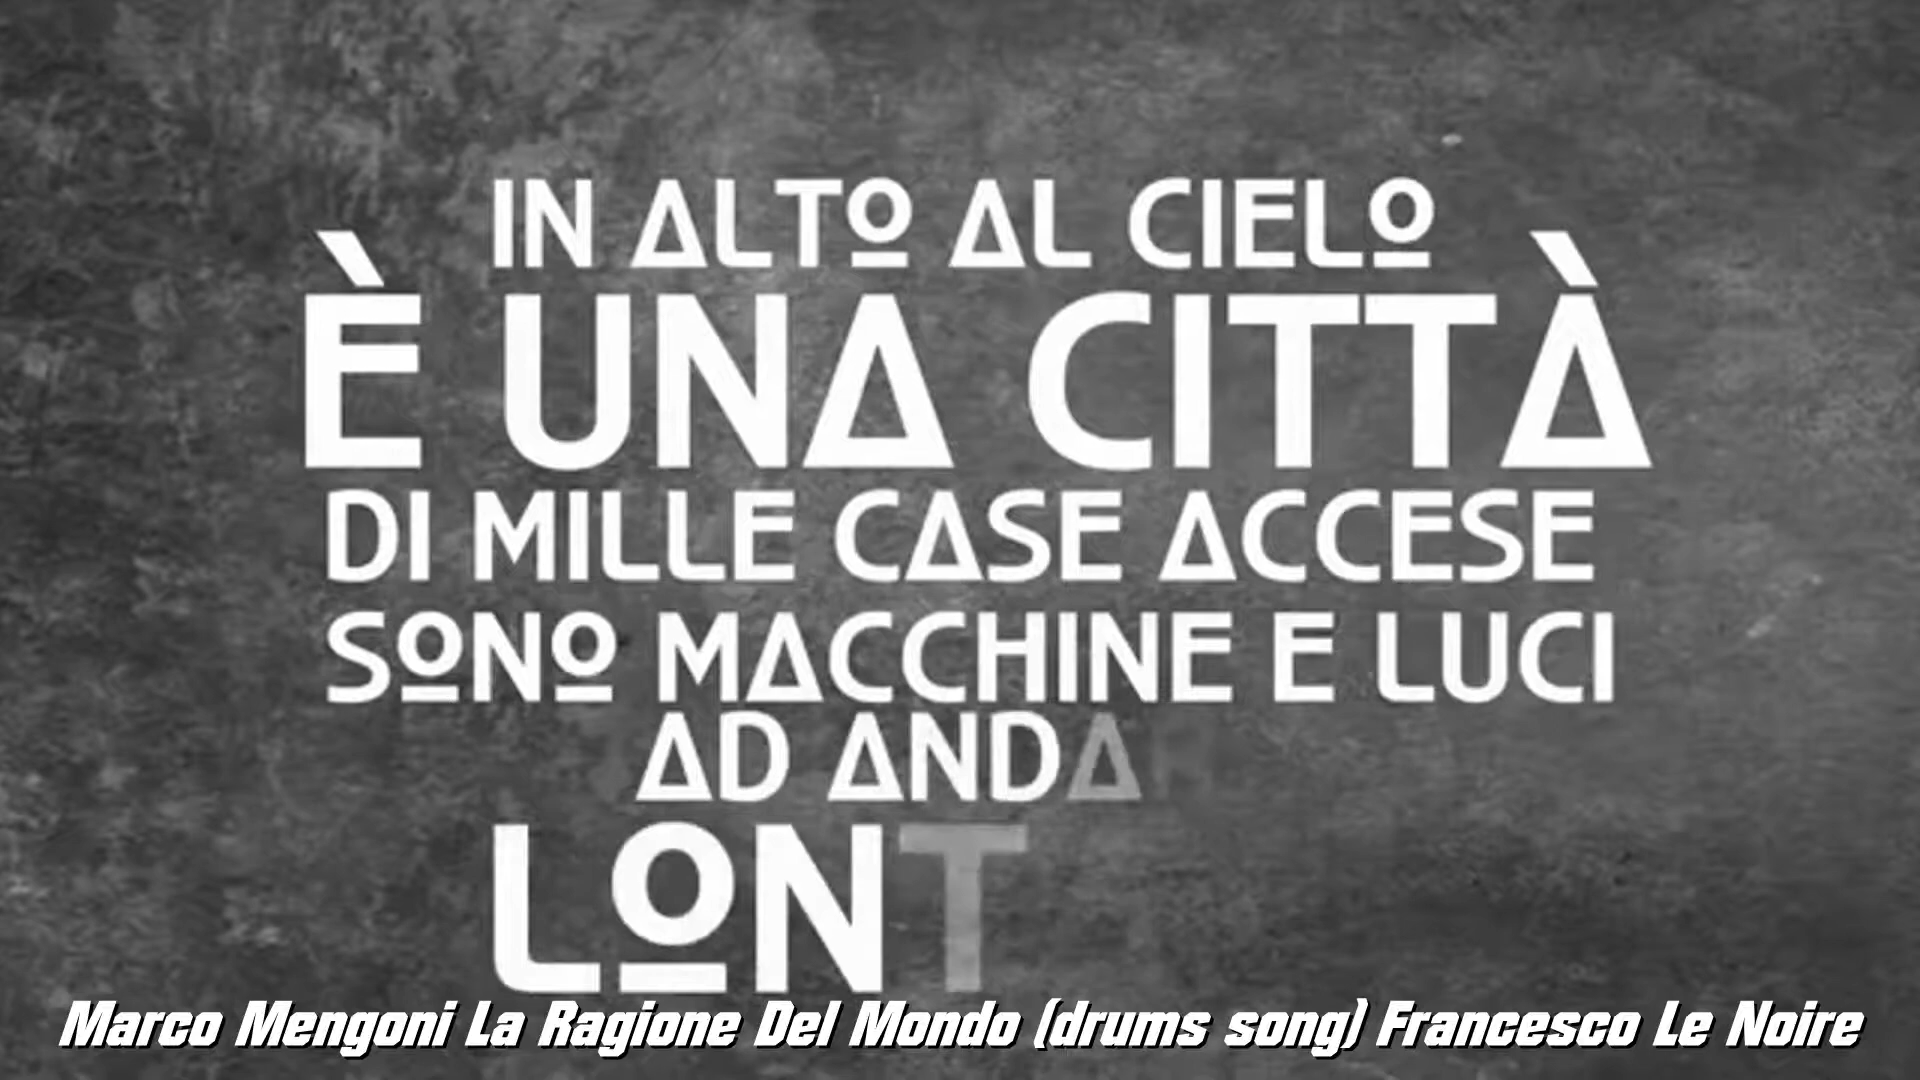 IN ALTO AL CIELO
È UNA CITTÀ
DI MILLE CASE ACCESE
SONO MACCHINE E LUCI
AD ANDA
LONT
Marco Mengoni La Ragione Del Mondo (drums song) Francesco Le Noire